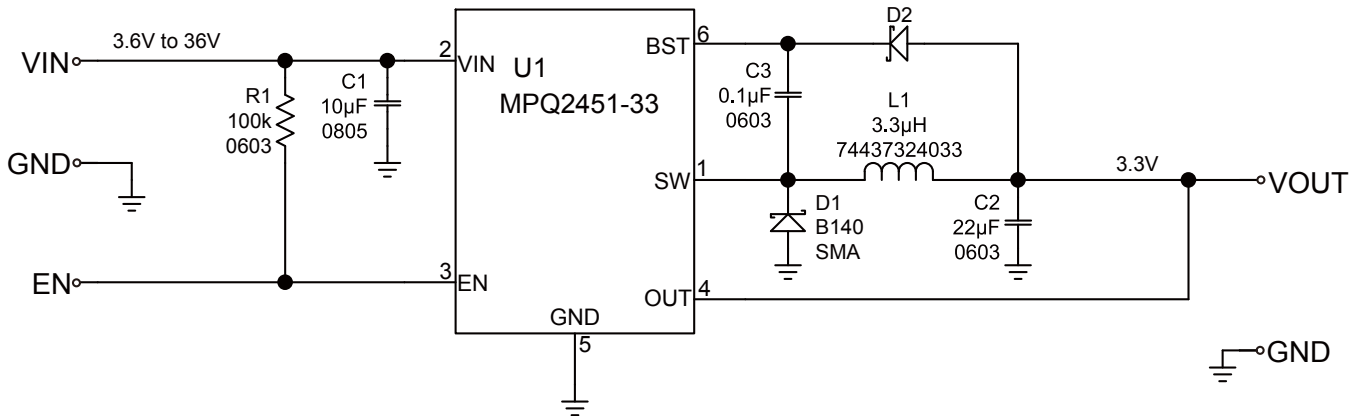 D2
3.6V to 36V
VIN
2
VIN
U1
MPQ2451-33
BST
6
R1
100k
0603
C1
10µF
0805
C3
0.1µF
0603
L1
3.3µH
74437324033
GND
SW
1
3.3V
VOUT
D1
B140
SMA
C2
22µF
0603
EN
3
EN
OUT
4
GND
5
GND